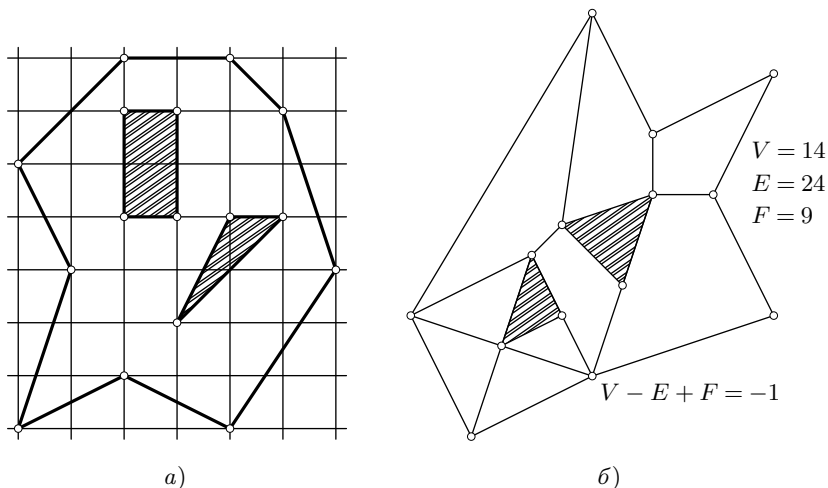 V = 14
E = 24
F = 9
V − E + F = −1
а)
б)